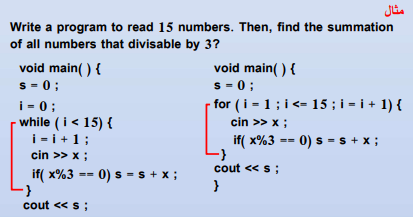 مثال
Write a program to read 15 numbers. Then, find the summation
of all numbers that divisable by 3?
void main( ) {
s = 0 ;
i = 0 ;
while ( i < 15) {
i = i + 1 ;
cin >> x ;
if( x%3 == 0) s = s + x ;
}
cout << s ;
void main( ) {
s = 0 ;
for ( i = 1 ; i <= 15 ; i = i + 1) {
cin >> x ;
if( x%3 == 0) s = s + x ;
}
cout << s ;
}